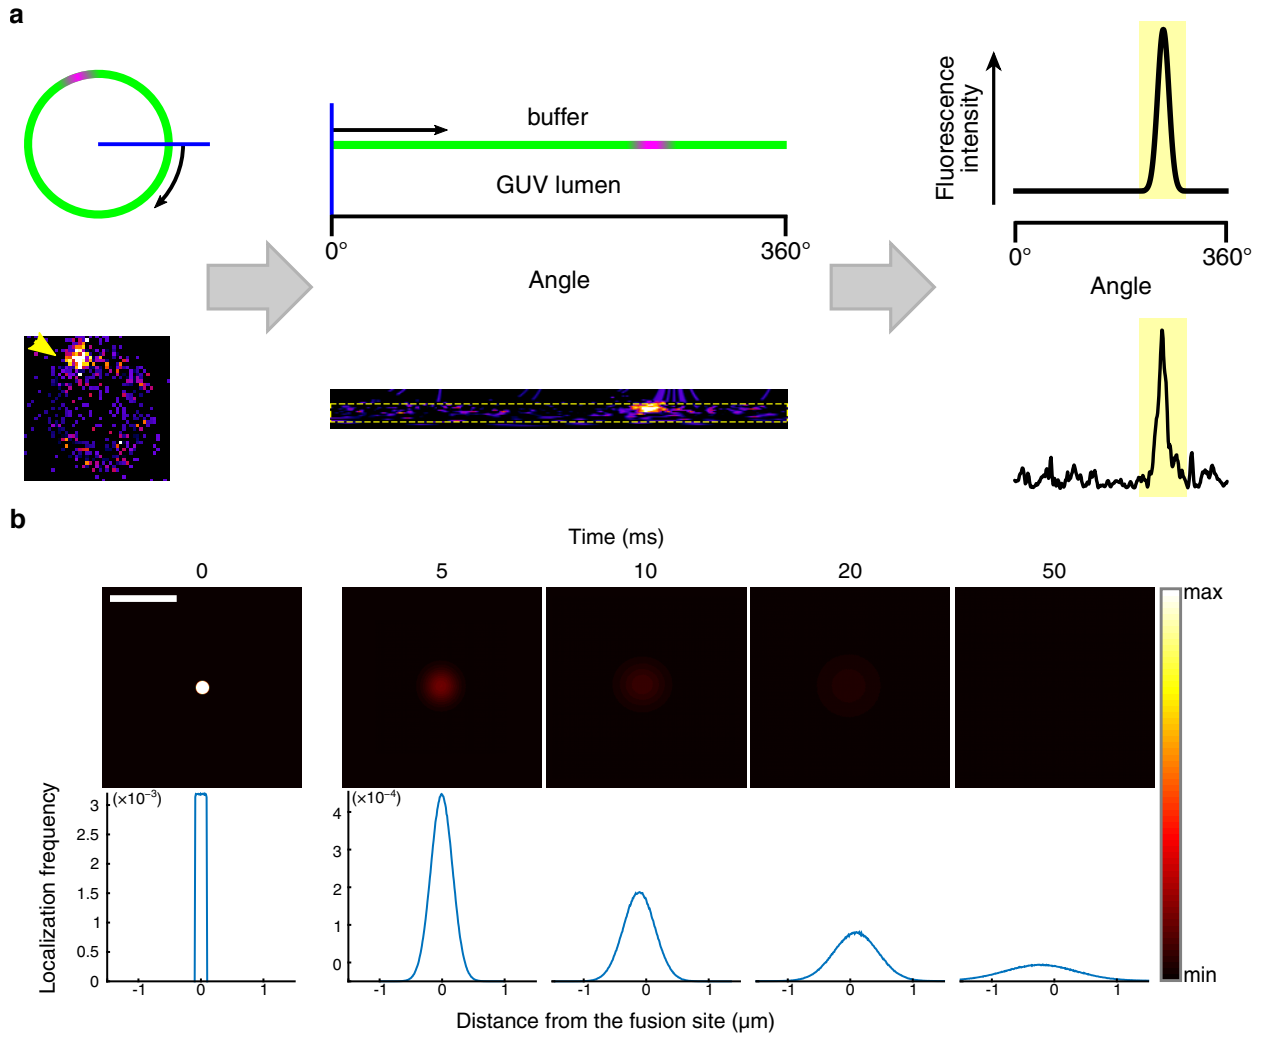 a
buffer
GUV lumen
0°
360°
Angle
Fluorescence
intensity
0°
360°
Angle
b
Time (ms)
0
5
10
20
50
max
min
Localization frequency
(×10⁻³)
3
2.5
2
1.5
1
0.5
0
-1
0
1
(×10⁻⁴)
4
3
2
1
0
-1
0
1
-1
0
1
-1
0
1
-1
0
1
Distance from the fusion site (µm)